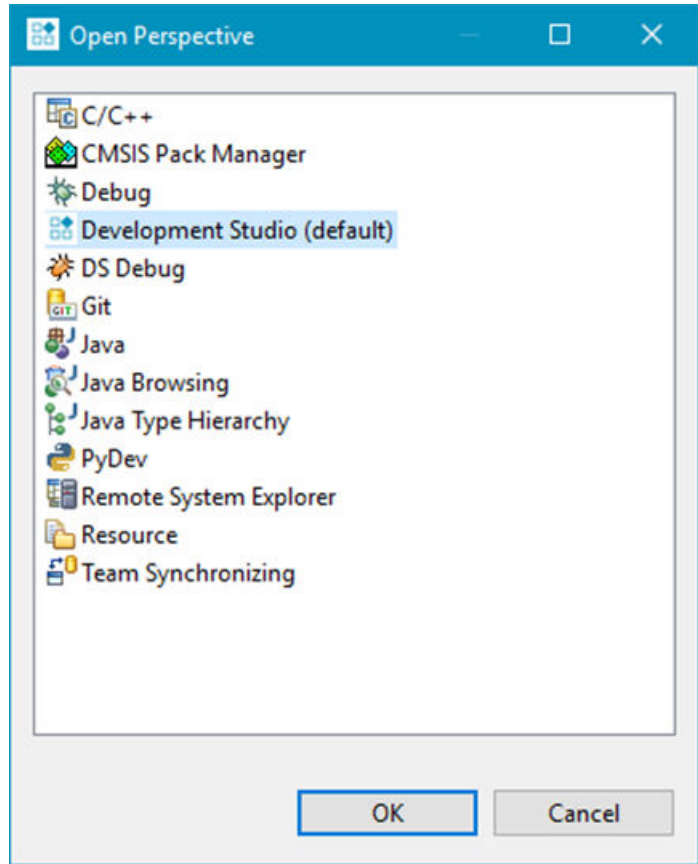 Open Perspective
C/C++
CMSIS Pack Manager
Debug
Development Studio (default)
DS Debug
GIT Git
Java
Java Browsing
Java Type Hierarchy
PyDev
Remote System Explorer
Resource
Team Synchronizing
OK Cancel